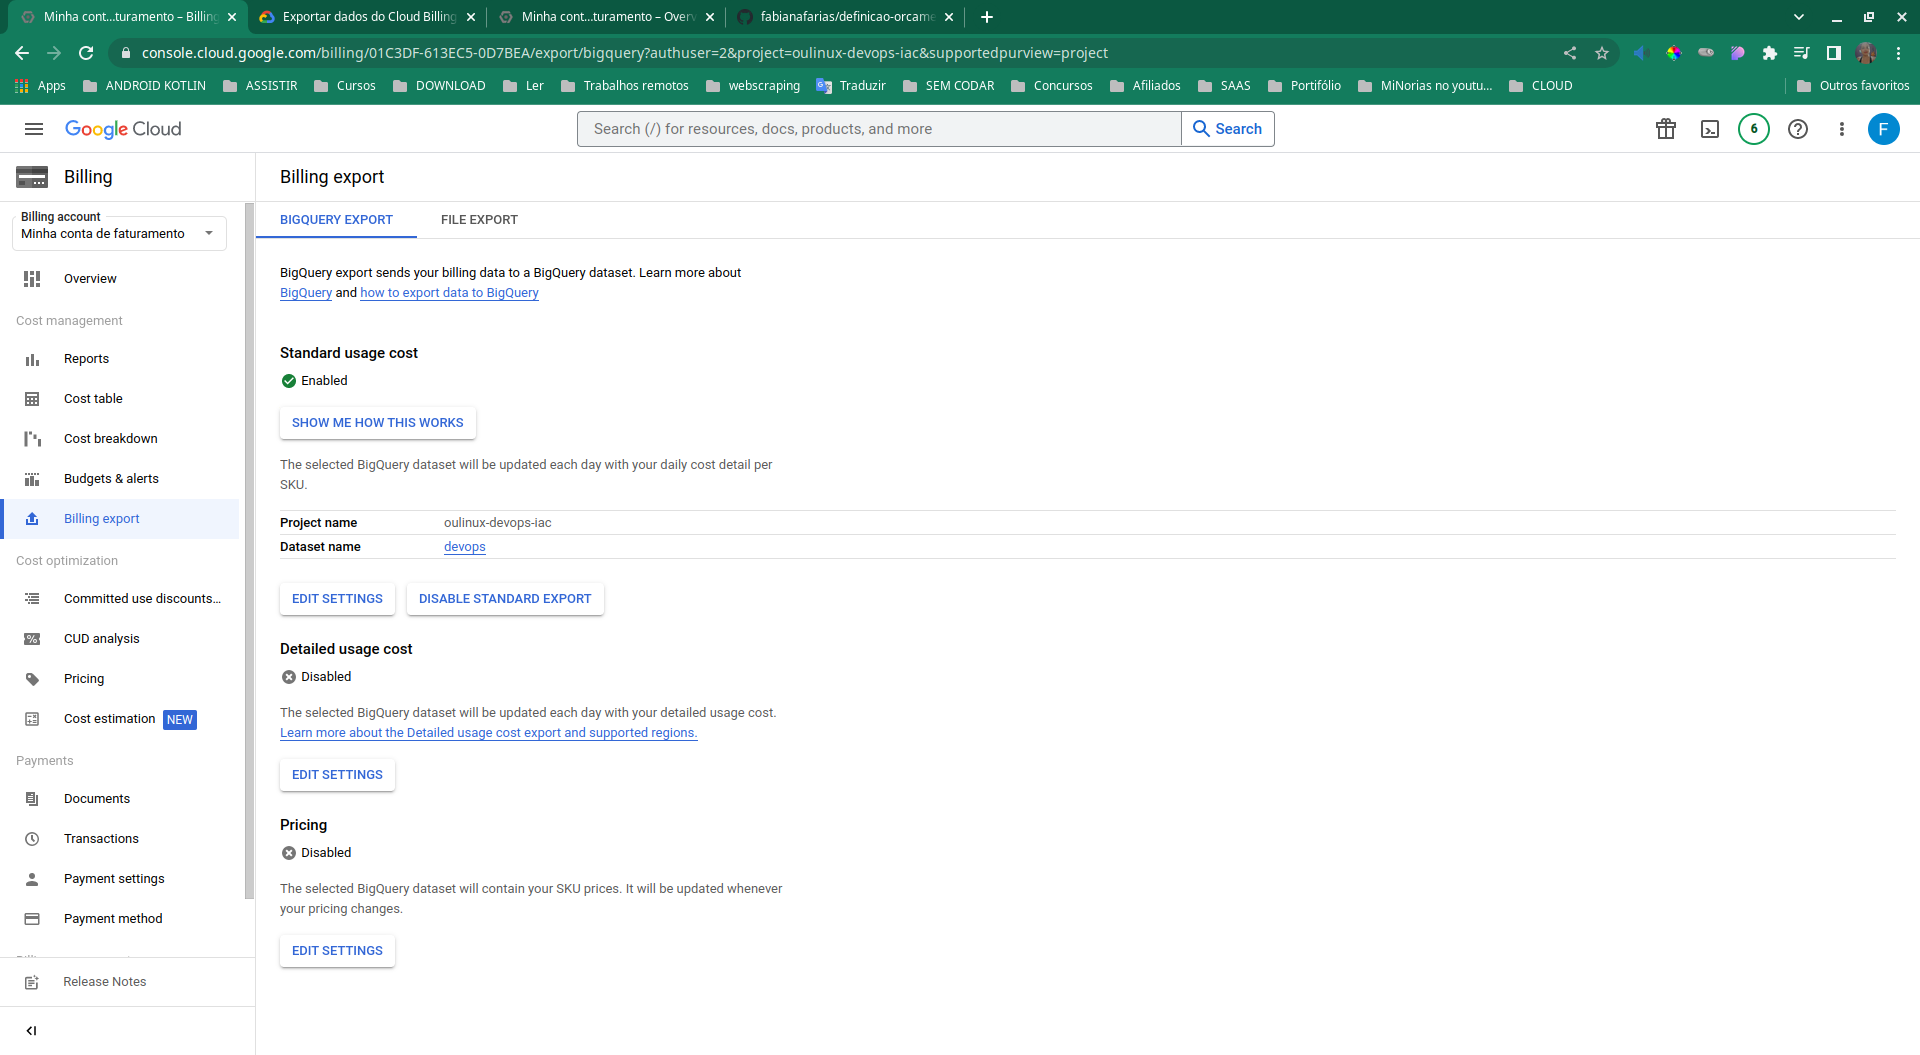 Minha cont...turamento – Billing
Exportar dados do Cloud Billing
Minha cont...turamento – Overv
fabianafarias/definicao-orcame
console.cloud.google.com/billing/01C3DF-613EC5-0D7BEA/export/bigquery?authuser=2&project=oulinux-devops-iac&supportedpurview=project
Apps
ANDROID KOTLIN
ASSISTIR
Cursos
DOWNLOAD
Ler
Trabalhos remotos
webscraping
Traduzir
SEM CODAR
Concursos
Afiliados
SAAS
Portifólio
MiNorias no youtu...
CLOUD
Outros favoritos
Google Cloud
Search (/) for resources, docs, products, and more
Search
6
F
Billing
Billing account
Minha conta de faturamento
Overview
Cost management
Reports
Cost table
Cost breakdown
Budgets & alerts
Billing export
Cost optimization
Committed use discounts...
CUD analysis
Pricing
Cost estimation NEW
Payments
Documents
Transactions
Payment settings
Payment method
Release Notes
Billing export
BIGQUERY EXPORT
FILE EXPORT
BigQuery export sends your billing data to a BigQuery dataset. Learn more about
BigQuery and how to export data to BigQuery
Standard usage cost
Enabled
SHOW ME HOW THIS WORKS
The selected BigQuery dataset will be updated each day with your daily cost detail per
SKU.
Project name oulinux-devops-iac
Dataset name devops
EDIT SETTINGS
DISABLE STANDARD EXPORT
Detailed usage cost
Disabled
The selected BigQuery dataset will be updated each day with your detailed usage cost.
Learn more about the Detailed usage cost export and supported regions.
EDIT SETTINGS
Pricing
Disabled
The selected BigQuery dataset will contain your SKU prices. It will be updated whenever
your pricing changes.
EDIT SETTINGS